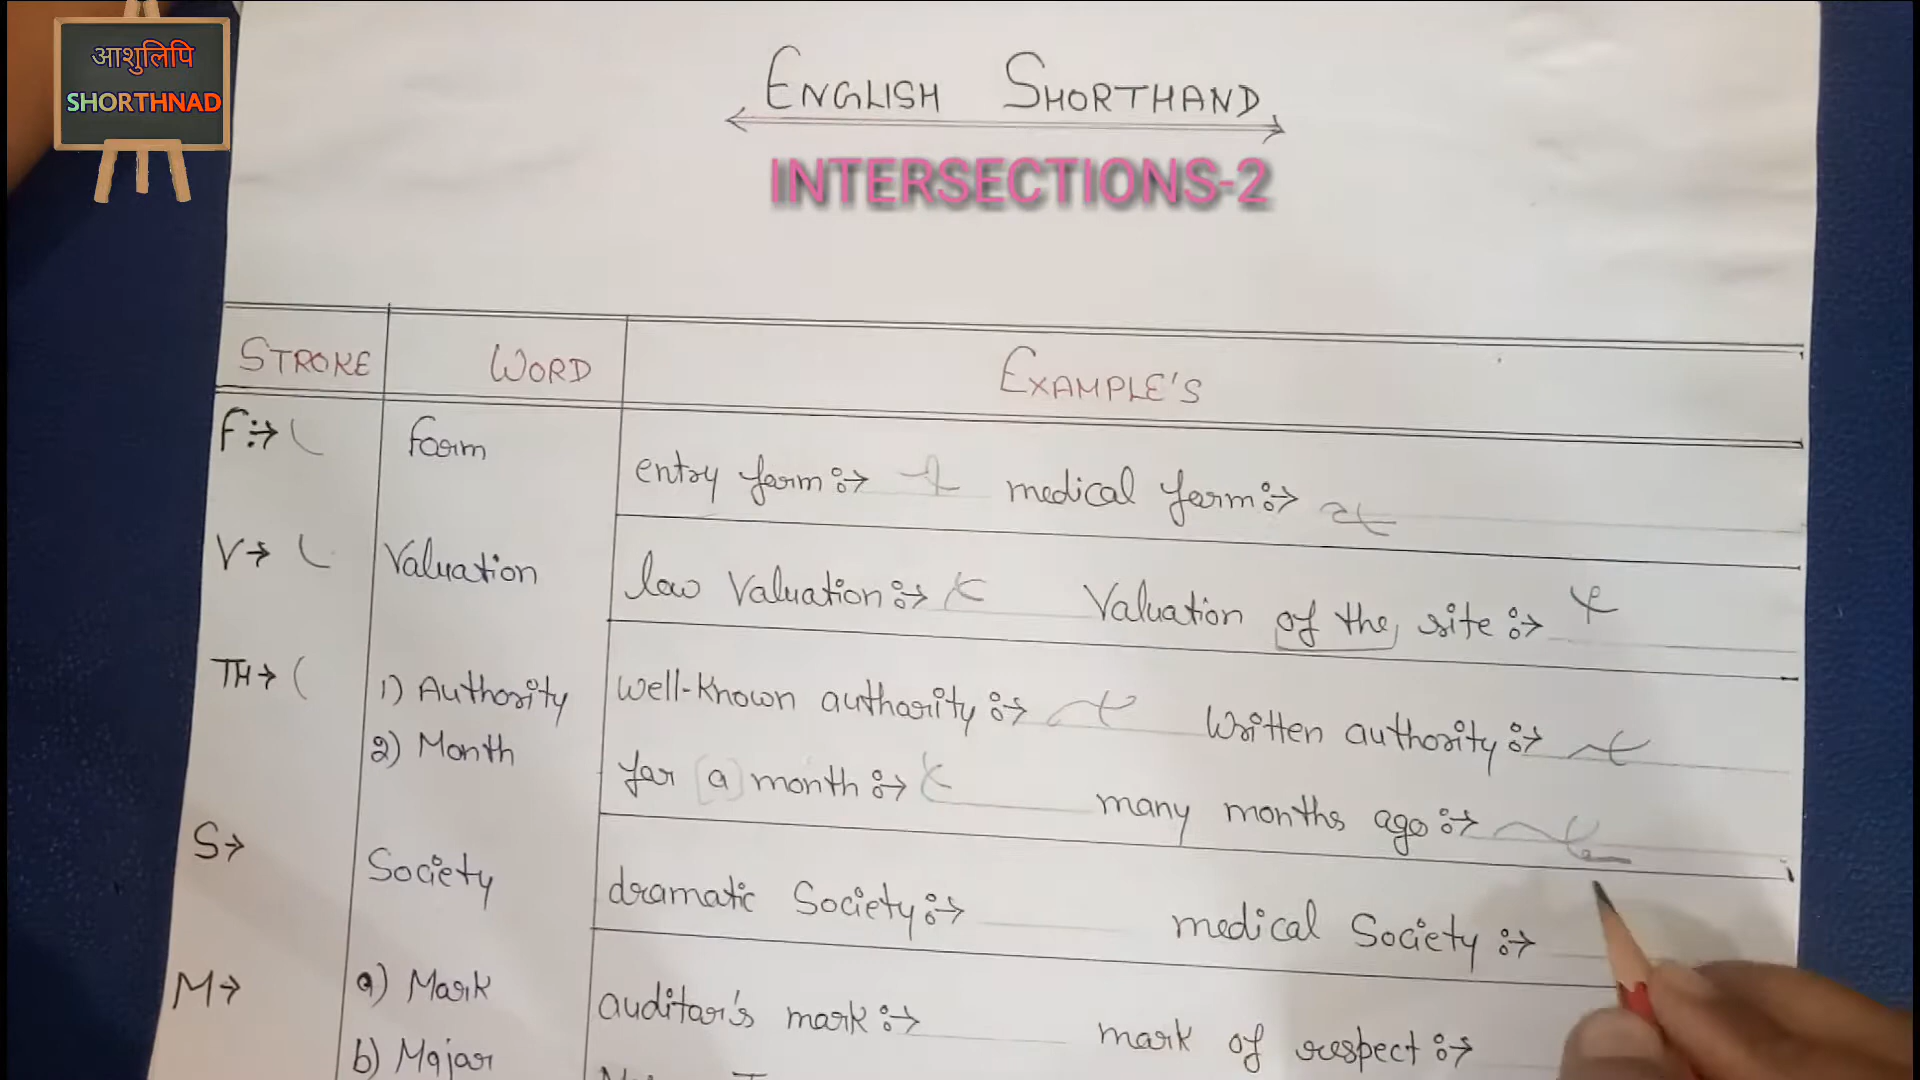 आशुलिपि
SHORTHNAD
ENGLISH SHORTHAND
INTERSECTIONS-2
STROKE WORD EXAMPLE'S
F:→ form entry form:→ medical form:→
V→ Valuation low Valuation:→ Valuation of the site:→
TH→ 1) Authority well-known authority:→ Written authority:→
2) Month for (a) month:→ many months ago:→
S→ Society dramatic Society:→ medical Society:→
M→ a) Mark auditor's mark:→ mark of respect:→
b) Major